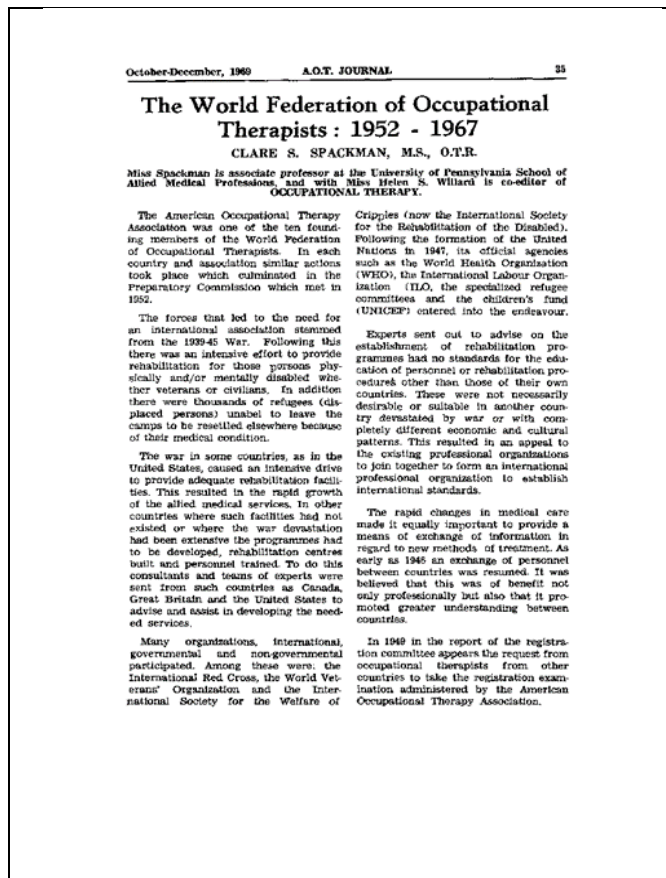 October-December, 1969 A.O.T. JOURNAL 35
The World Federation of Occupational
Therapists : 1952 - 1967
CLARE S. SPACKMAN, M.S., O.T.R.
Miss Spackman is associate professor at the University of Pennsylvania School of
Allied Medical Professions, and with Miss Helen S. Willard is co-editor of
OCCUPATIONAL THERAPY.
The American Occupational Therapy
Association was one of the ten found-
ing members of the World Federation
of Occupational Therapists. In each
country and association similar actions
took place which culminated in the
Preparatory Commission which met in
1952.
The forces that led to the need for
an international association stemmed
from the 1939-45 War. Following this
there was an intensive effort to provide
rehabilitation for those persons phy-
sically and/or mentally disabled whe-
ther veterans or civilians. In addition
there were thousands of refugees (dis-
placed persons) unabel to leave the
camps to be resettled elsewhere because
of their medical condition.
The war in some countries, as in the
United States, caused an intensive drive
to provide adequate rehabilitation facili-
ties. This resulted in the rapid growth
of the allied medical services. In other
countries where such facilities had not
existed or where the war devastation
had been extensive the programmes had
to be developed, rehabilitation centres
built and personnel trained. To do this
consultants and teams of experts were
sent from such countries as Canada,
Great Britain and the United States to
advise and assist in developing the need-
ed services.
Many organizations, international,
governmental and non-governmental
participated. Among these were: the
International Red Cross, the World Vet-
erans' Organization and the Inter-
national Society for the Welfare of
Cripples (now the International Society
for the Rehabilitation of the Disabled).
Following the formation of the United
Nations in 1947, its official agencies
such as the World Health Organisation
(WHO), the International Labour Organ-
ization (ILO, the specialized refugee
committees and the children's fund
(UNICEF) entered into the endeavour.
Experts sent out to advise on the
establishment of rehabilitation pro-
grammes had no standards for the edu-
cation of personnel or rehabilitation pro-
cedures other than those of their own
countries. These were not necessarily
desirable or suitable in another coun-
try devastated by war or with com-
pletely different economic and cultural
patterns. This resulted in an appeal to
the existing professional organizations
to join together to form an international
professional organization to establish
international standards.
The rapid changes in medical care
made it equally important to provide a
means of exchange of information in
regard to new methods of treatment. As
early as 1945 an exchange of personnel
between countries was resumed. It was
believed that this was of benefit not
only professionally but also that it pro-
moted greater understanding between
countries.
In 1949 in the report of the registra-
tion committee appears the request from
occupational therapists from other
countries to take the registration exam-
ination administered by the American
Occupational Therapy Association.